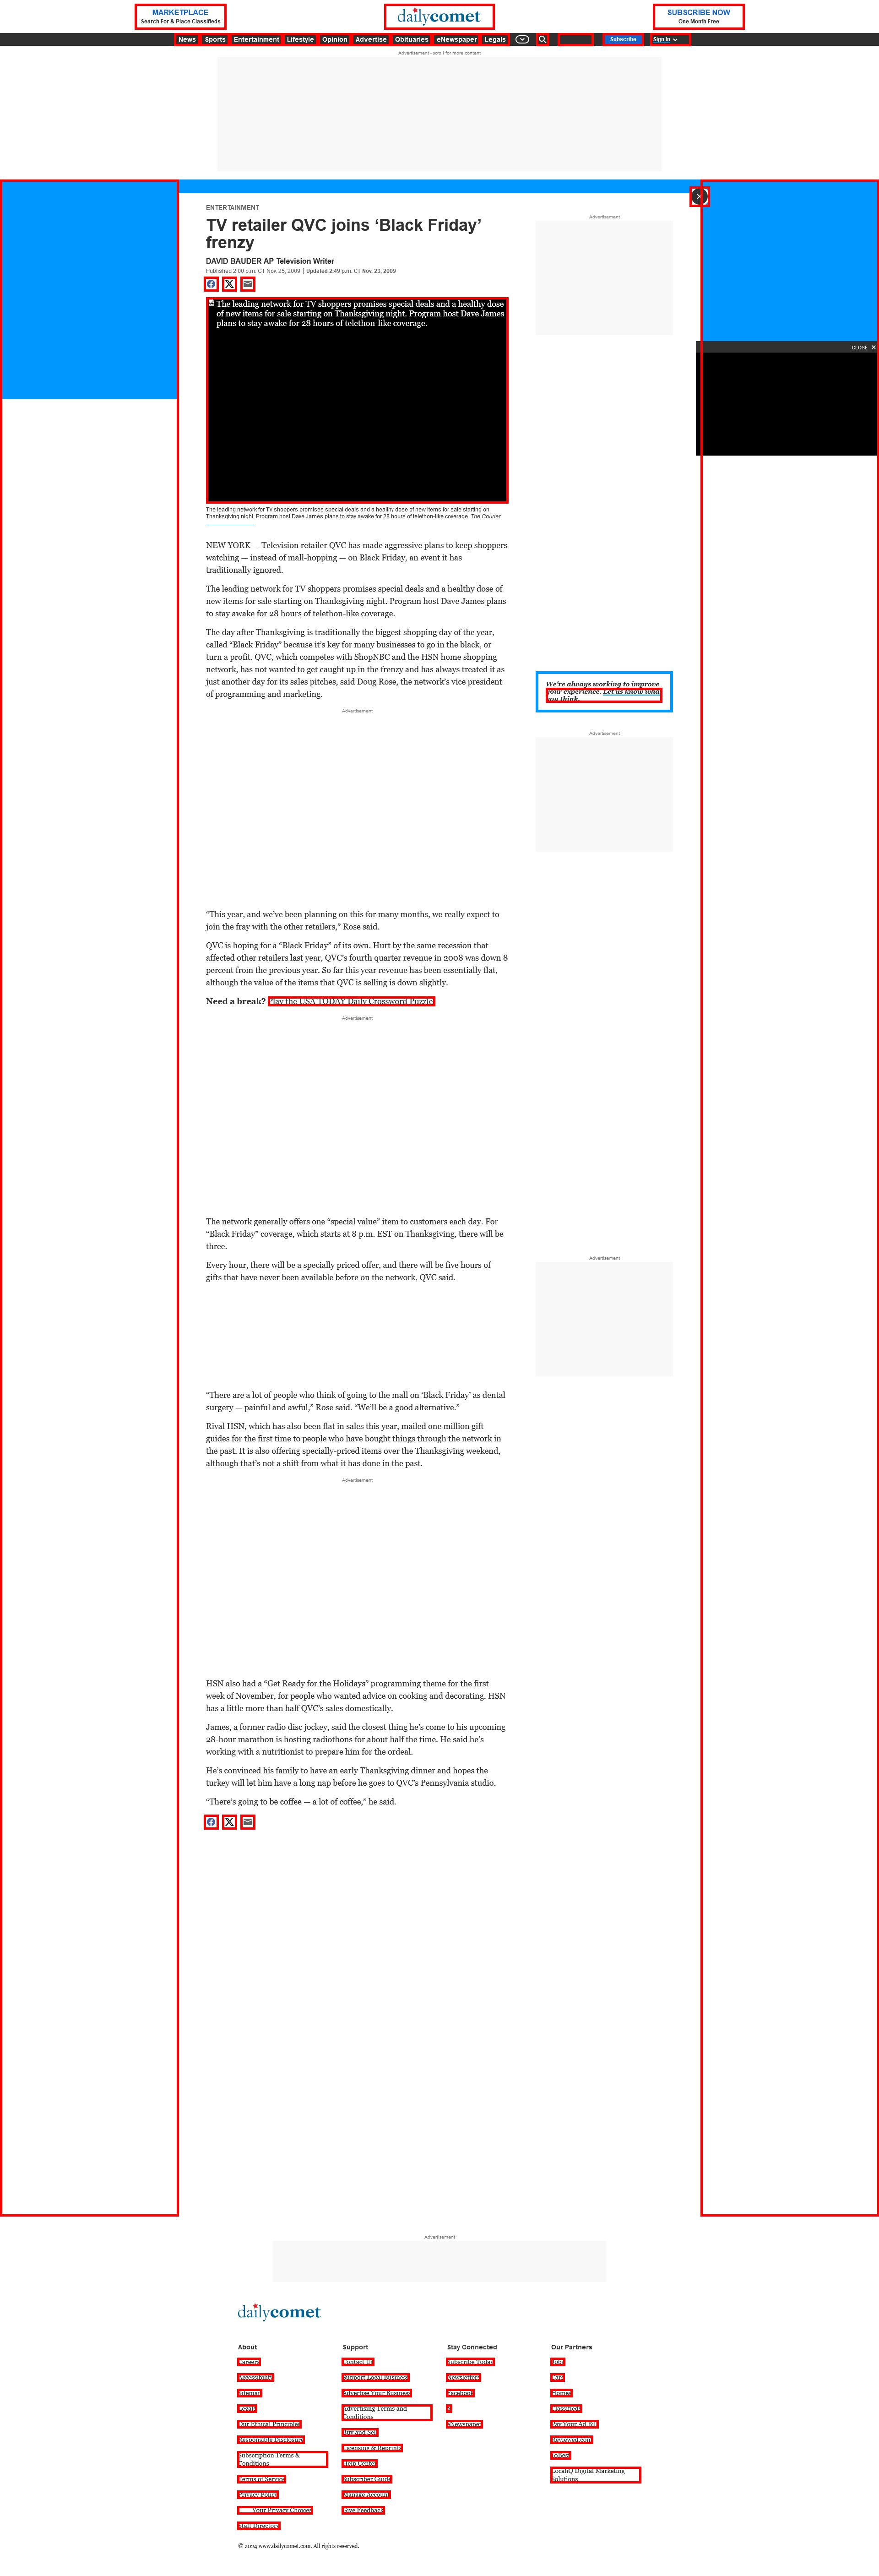 MARKETPLACE
Search For & Place Classifieds
dailycomet
SUBSCRIBE NOW
One Month Free
News Sports Entertainment Lifestyle Opinion Advertise Obituaries eNewspaper Legals
Subscribe
Sign In
Advertisement - scroll for more content
ENTERTAINMENT
TV retailer QVC joins ‘Black Friday’
frenzy
DAVID BAUDER AP Television Writer
Published 2:00 p.m. CT Nov. 25, 2009 | Updated 2:49 p.m. CT Nov. 23, 2009
The leading network for TV shoppers promises special deals and a healthy dose
of new items for sale starting on Thanksgiving night. Program host Dave James
plans to stay awake for 28 hours of telethon-like coverage.
The leading network for TV shoppers promises special deals and a healthy dose of new items for sale starting on
Thanksgiving night. Program host Dave James plans to stay awake for 28 hours of telethon-like coverage. The Courier
Advertisement
CLOSE
NEW YORK — Television retailer QVC has made aggressive plans to keep shoppers
watching — instead of mall-hopping — on Black Friday, an event it has
traditionally ignored.
The leading network for TV shoppers promises special deals and a healthy dose of
new items for sale starting on Thanksgiving night. Program host Dave James plans
to stay awake for 28 hours of telethon-like coverage.
The day after Thanksgiving is traditionally the biggest shopping day of the year,
called “Black Friday” because it's key for many businesses to go in the black, or
turn a profit. QVC, which competes with ShopNBC and the HSN home shopping
network, has not wanted to get caught up in the frenzy and has always treated it as
just another day for its sales pitches, said Doug Rose, the network's vice president
of programming and marketing.
We're always working to improve
your experience. Let us know what
you think.
Advertisement
Advertisement
“This year, and we've been planning on this for many months, we really expect to
join the fray with the other retailers,” Rose said.
QVC is hoping for a “Black Friday” of its own. Hurt by the same recession that
affected other retailers last year, QVC's fourth quarter revenue in 2008 was down 8
percent from the previous year. So far this year revenue has been essentially flat,
although the value of the items that QVC is selling is down slightly.
Need a break? Play the USA TODAY Daily Crossword Puzzle.
Advertisement
The network generally offers one “special value” item to customers each day. For
“Black Friday” coverage, which starts at 8 p.m. EST on Thanksgiving, there will be
three.
Every hour, there will be a specially priced offer, and there will be five hours of
gifts that have never been available before on the network, QVC said.
Advertisement
“There are a lot of people who think of going to the mall on ‘Black Friday’ as dental
surgery — painful and awful,” Rose said. “We'll be a good alternative.”
Rival HSN, which has also been flat in sales this year, mailed one million gift
guides for the first time to people who have bought things through the network in
the past. It is also offering specially-priced items over the Thanksgiving weekend,
although that's not a shift from what it has done in the past.
Advertisement
HSN also had a “Get Ready for the Holidays” programming theme for the first
week of November, for people who wanted advice on cooking and decorating. HSN
has a little more than half QVC's sales domestically.
James, a former radio disc jockey, said the closest thing he's come to his upcoming
28-hour marathon is hosting radiothons for about half the time. He said he's
working with a nutritionist to prepare him for the ordeal.
He's convinced his family to have an early Thanksgiving dinner and hopes the
turkey will let him have a long nap before he goes to QVC's Pennsylvania studio.
“There's going to be coffee — a lot of coffee,” he said.
Advertisement
dailycomet
About
Careers
Accessibility
Sitemap
Legals
Our Ethical Principles
Responsible Disclosure
Subscription Terms &
Conditions
Terms of Service
Privacy Policy
Your Privacy Choices
Staff Directory
Support
Contact Us
Support Local Business
Advertise Your Business
Advertising Terms and
Conditions
Buy and Sell
Licensing & Reprints
Help Center
Subscriber Guide
Manage Account
Give Feedback
Stay Connected
Subscribe Today
Newsletters
Facebook
eNewspaper
Our Partners
Jobs
Cars
Homes
Classifieds
Pay Your Ad Bill
Reviewed.com
LocaliQ Digital Marketing
Solutions
© 2024 www.dailycomet.com. All rights reserved.